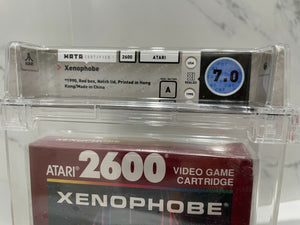 WATA CERTIFIED 2600 ATARI
Xenophobe
*1990, Red box, Notch lid, Printed in Hong
Kong/Made in China
A
7.0
ATARI® 2600 VIDEO GAME
CARTRIDGE
XENOPHOBE®